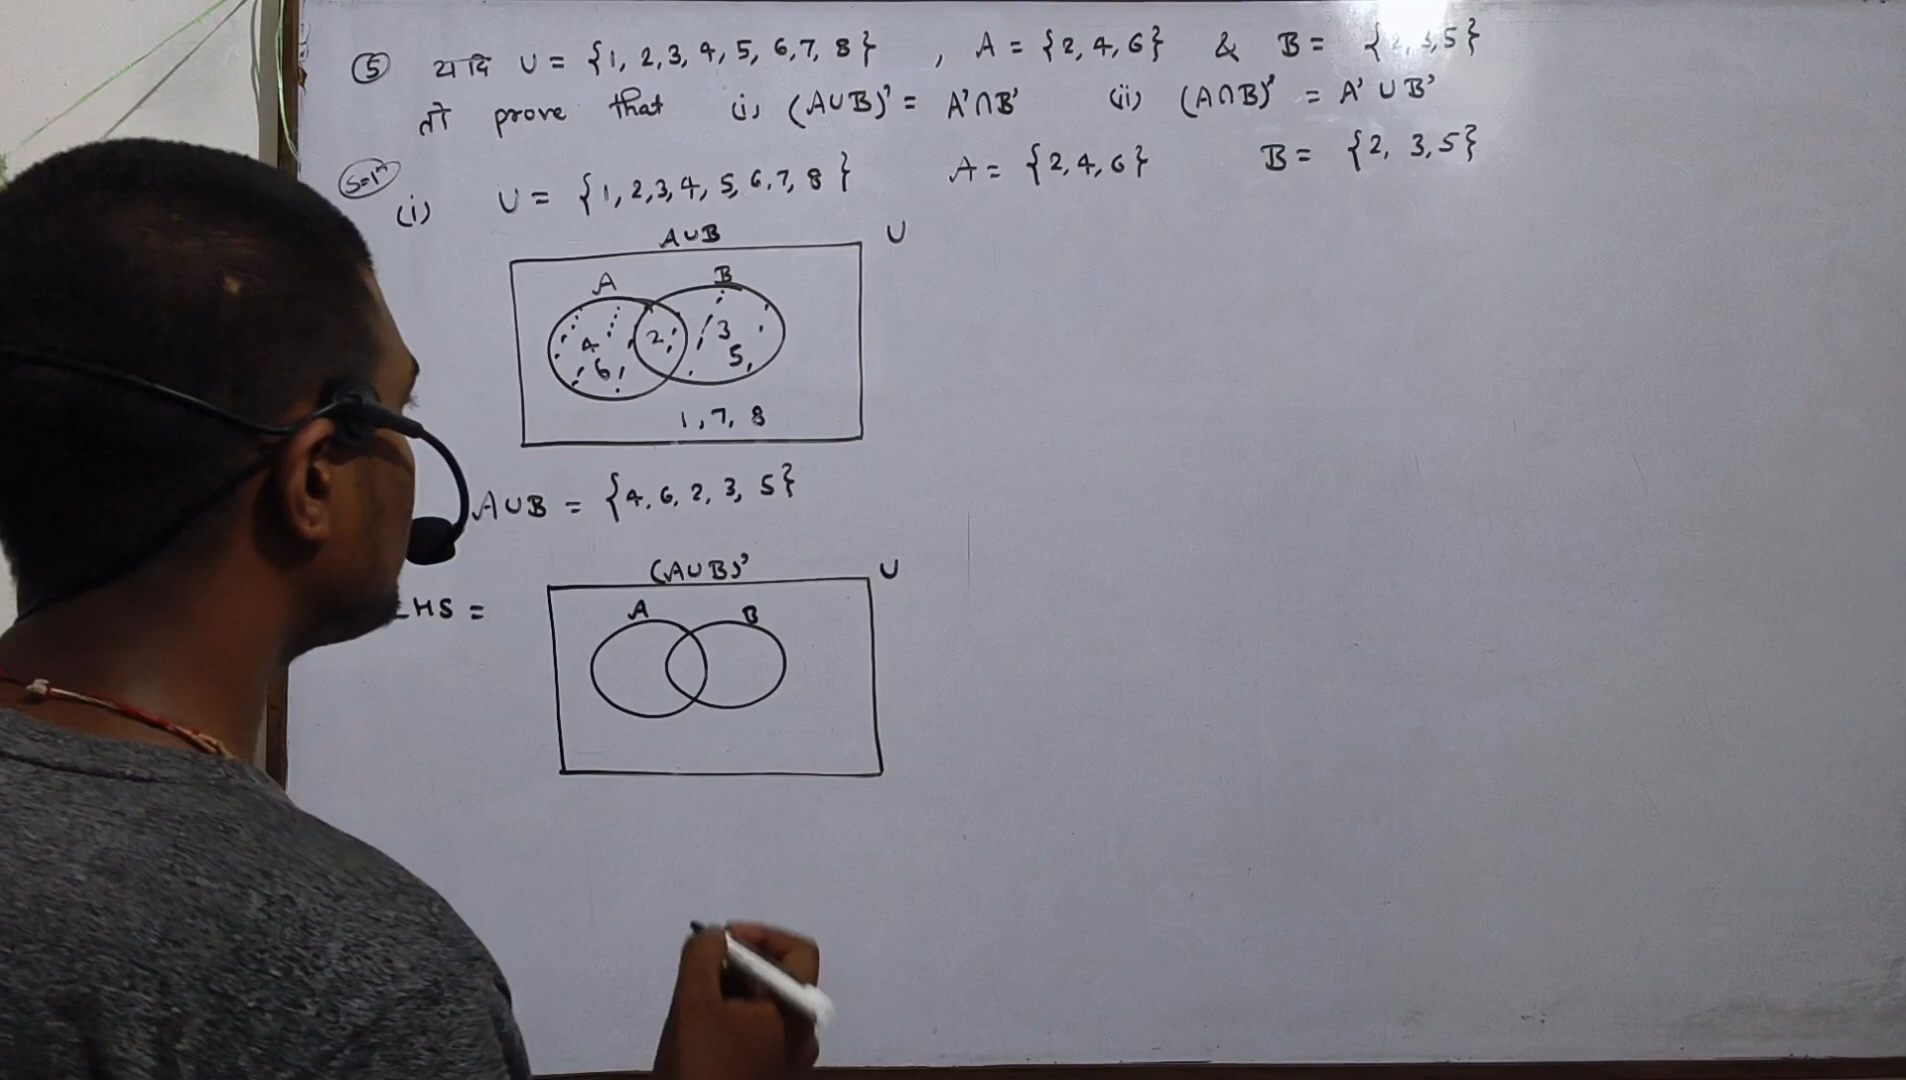 ⑤ यदि U = {1, 2, 3, 4, 5, 6, 7, 8} , A = {2, 4, 6} & B = {2, 3, 5}
तो prove that (i) (A∪B)' = A'∩B' (ii) (A∩B)' = A' ∪ B'
Solⁿ
(i) U = {1, 2, 3, 4, 5, 6, 7, 8} A = {2, 4, 6} B = {2, 3, 5}
A∪B U
A B
4 2 3
6 5
1, 7, 8
A∪B = {4, 6, 2, 3, 5}
(A∪B)' U
LHS =
A B